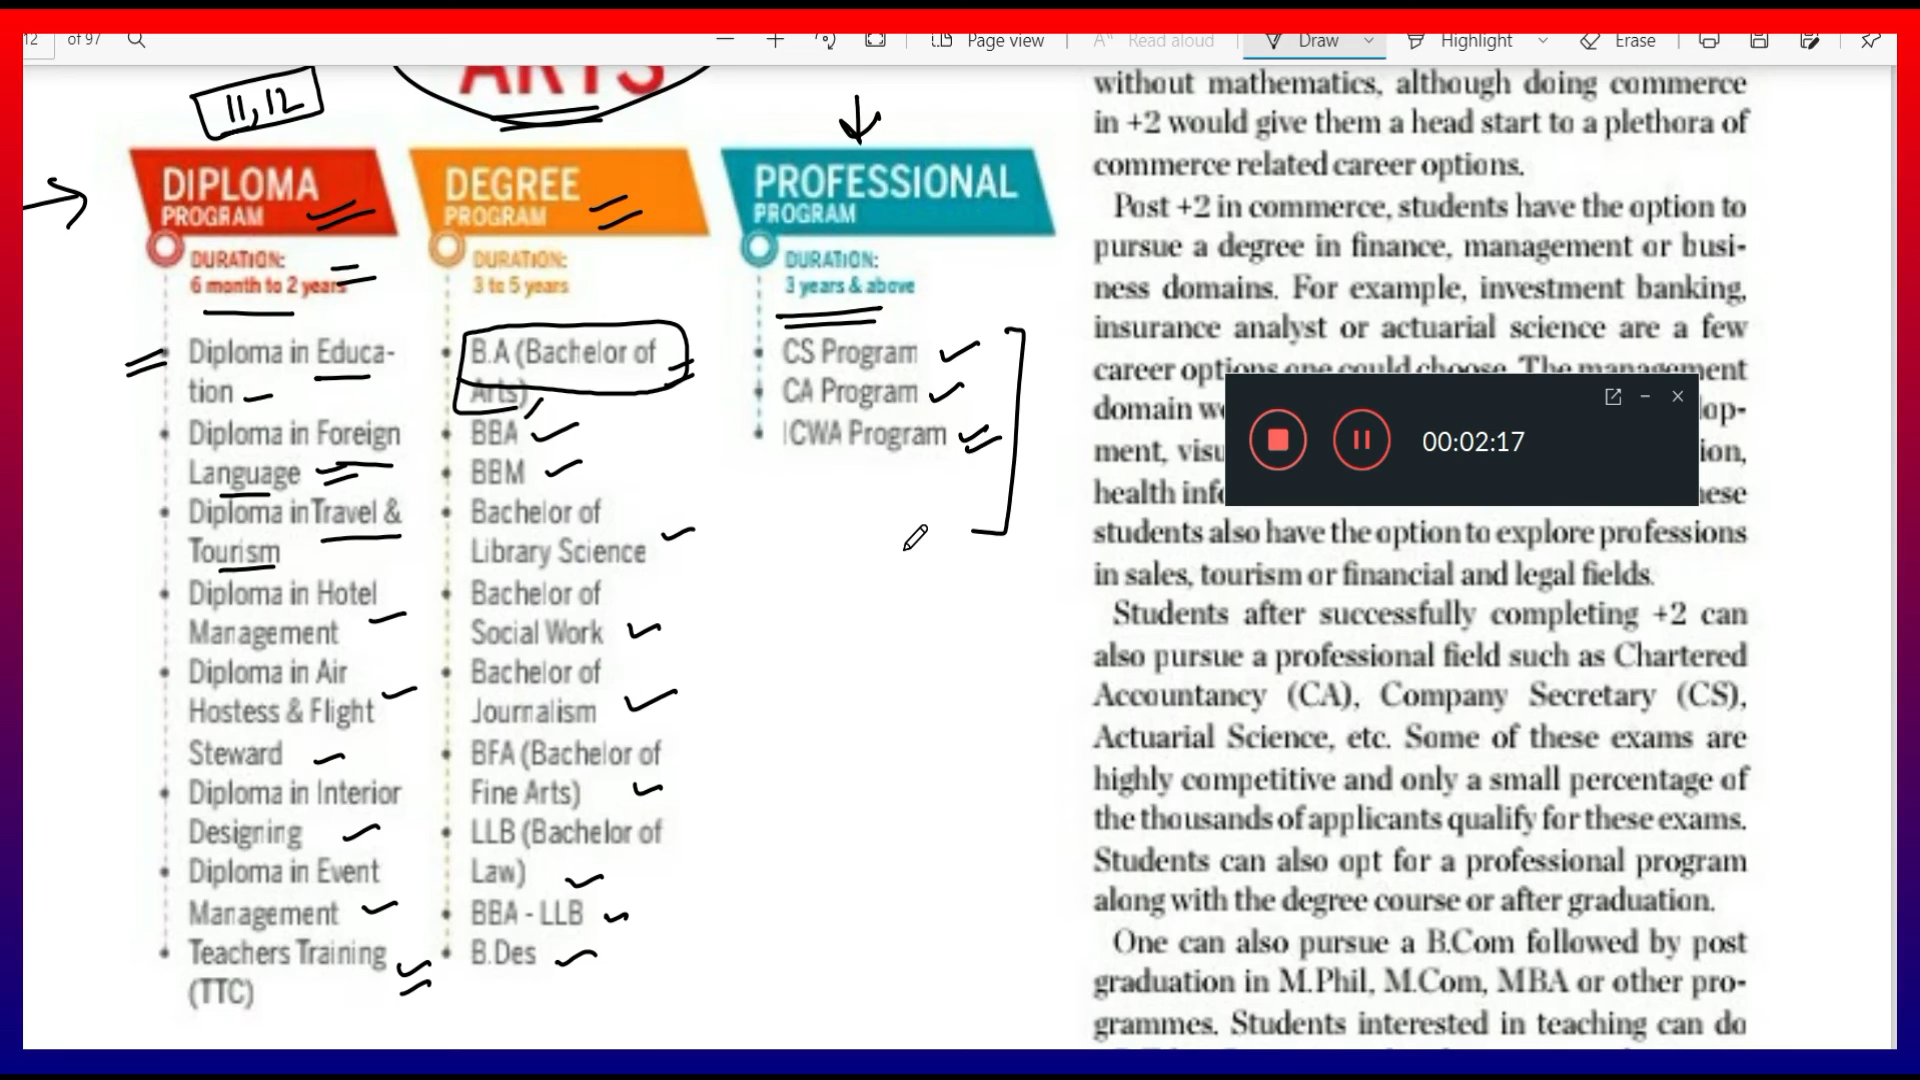 12 of 97
Page view
Read aloud
Draw
Highlight
Erase
ARTS
11,12
DIPLOMA
PROGRAM
DURATION:
6 month to 2 years
• Diploma in Educa-
tion
• Diploma in Foreign
Language
• Diploma in Travel &
Tourism
• Diploma in Hotel
Management
• Diploma in Air
Hostess & Flight
Steward
• Diploma in Interior
Designing
• Diploma in Event
Management
• Teachers Training
(TTC)
DEGREE
PROGRAM
DURATION:
3 to 5 years
• B.A (Bachelor of
Arts)
• BBA
• BBM
• Bachelor of
Library Science
• Bachelor of
Social Work
• Bachelor of
Journalism
• BFA (Bachelor of
Fine Arts)
• LLB (Bachelor of
Law)
• BBA - LLB
• B.Des
PROFESSIONAL
PROGRAM
DURATION:
3 years & above
• CS Program
• CA Program
• ICWA Program
without mathematics, although doing commerce
in +2 would give them a head start to a plethora of
commerce related career options.
Post +2 in commerce, students have the option to
pursue a degree in finance, management or busi-
ness domains. For example, investment banking,
insurance analyst or actuarial science are a few
career options one could choose. The management
domain
ment,
health
students also have the option to explore professions
in sales, tourism or financial and legal fields.
Students after successfully completing +2 can
also pursue a professional field such as Chartered
Accountancy (CA), Company Secretary (CS),
Actuarial Science, etc. Some of these exams are
highly competitive and only a small percentage of
the thousands of applicants qualify for these exams.
Students can also opt for a professional program
along with the degree course or after graduation.
One can also pursue a B.Com followed by post
graduation in M.Phil, M.Com, MBA or other pro-
grammes. Students interested in teaching can do
00:02:17